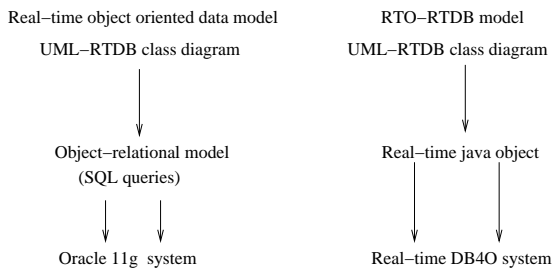 Real−time object oriented data model
UML−RTDB class diagram
Object−relational model
(SQL queries)
Oracle 11g system
RTO−RTDB model
UML−RTDB class diagram
Real−time java object
Real−time DB4O system